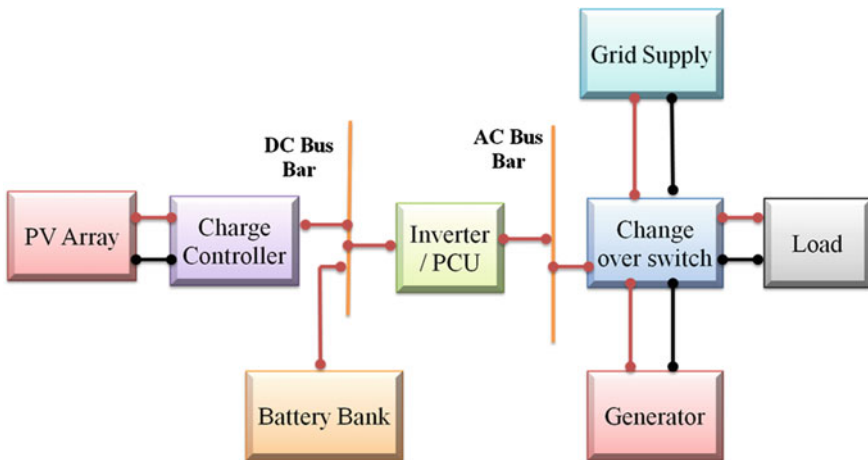 Grid Supply
DC Bus
Bar
AC Bus
Bar
PV Array
Charge
Controller
Inverter
/ PCU
Change
over switch
Load
Battery Bank
Generator